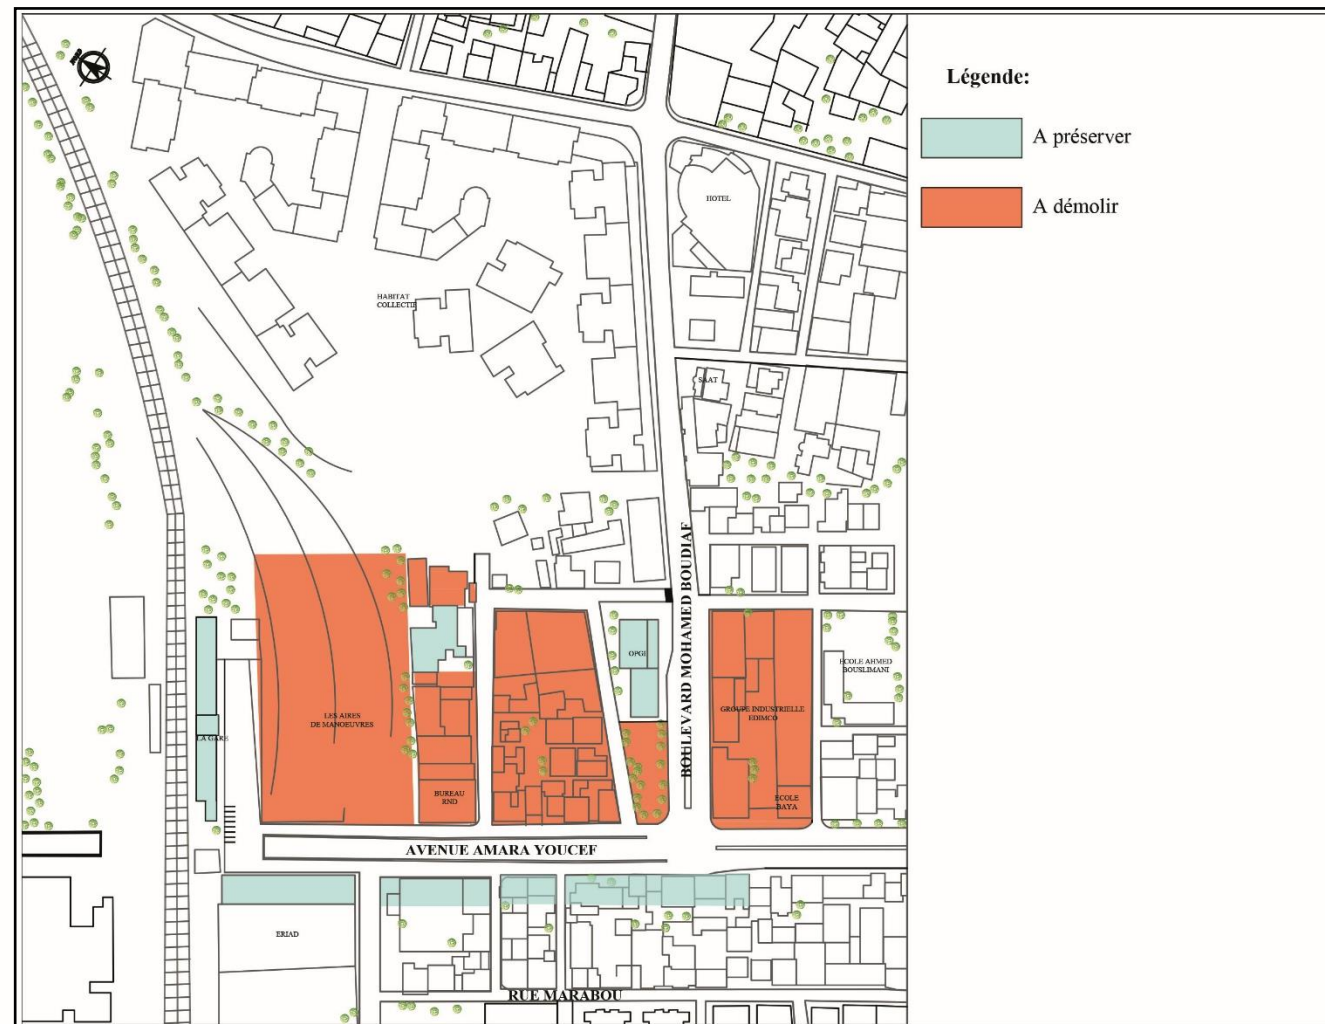 Légende:
A préserver
A démolir
HOTEL
HABITAT
COLLECTIF
SAAT
BOULEVARD MOHAMED BOUDIAF
OPGI
ECOLE AHMED
BOUSLIMANI
LES AIRES
DE MANOEUVRES
GROUPE INDUSTRIELLE
EDIMCO
LA GARE
BUREAU
RND
ECOLE
BAYA
AVENUE AMARA YOUCEF
ERIAD
RUE MARABOU